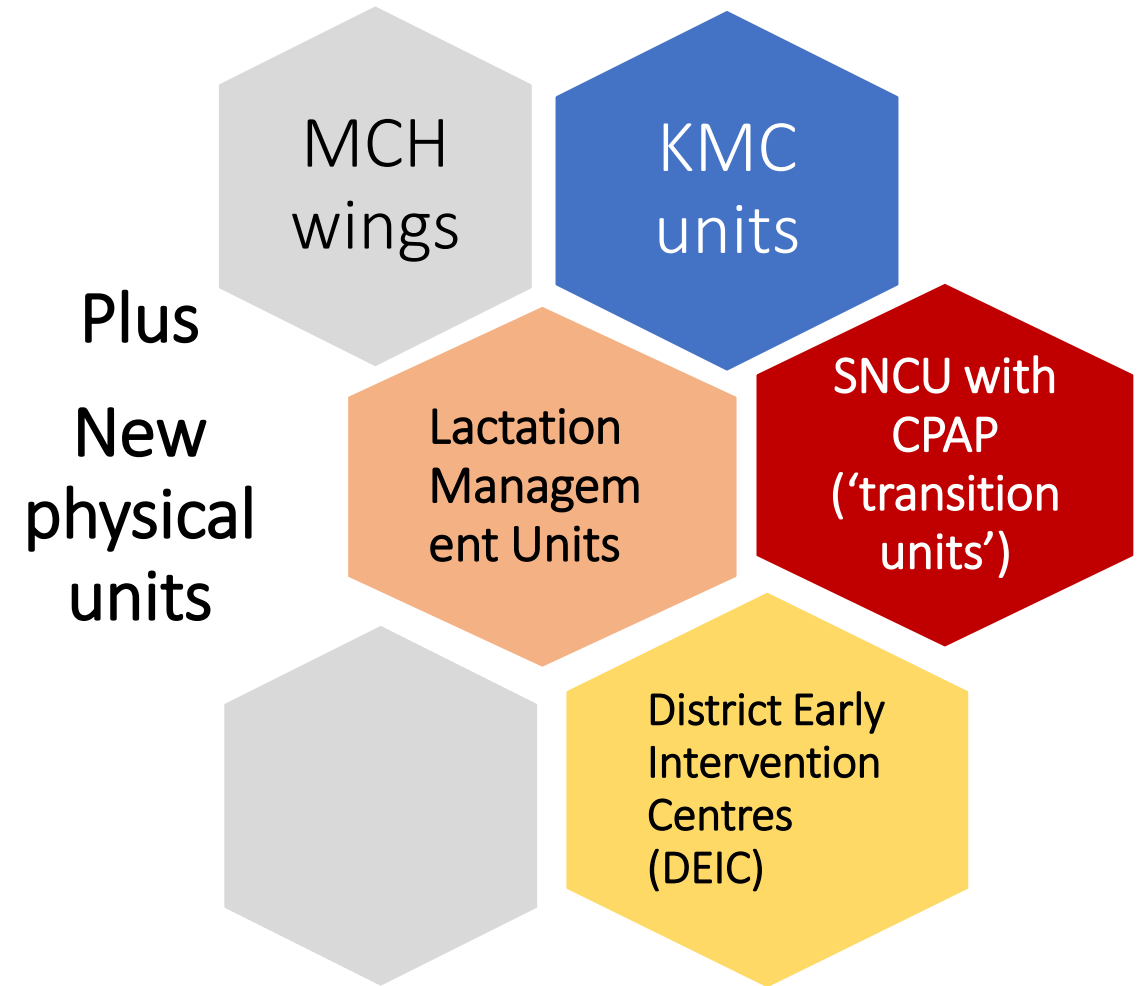 MCH
wings
KMC
units
Plus
New
physical
units
Lactation
Managem
ent Units
SNCU with
CPAP
(‘transition
units’)
District Early
Intervention
Centres
(DEIC)